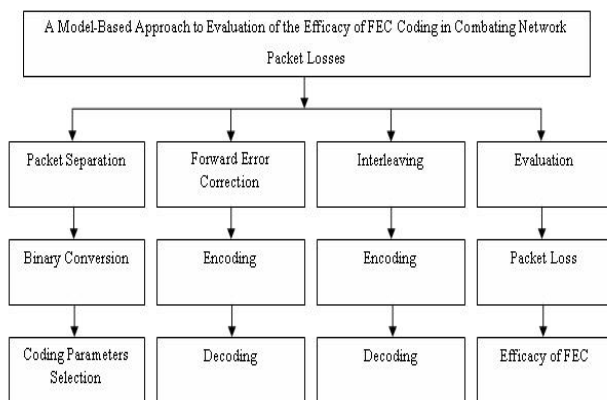 A Model-Based Approach to Evaluation of the Efficacy of FEC Coding in Combating Network
Packet Losses
Packet Separation
Forward Error
Correction
Interleaving
Evaluation
Binary Conversion
Encoding
Encoding
Packet Loss
Coding Parameters
Selection
Decoding
Decoding
Efficacy of FEC